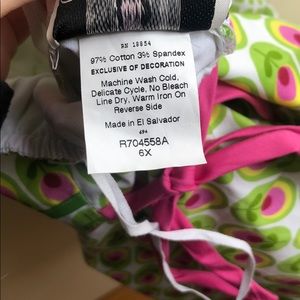 RN 18854
97% Cotton 3% Spandex
EXCLUSIVE OF DECORATION
Machine Wash Cold,
Delicate Cycle, No Bleach
Line Dry, Warm Iron On
Reverse Side
Made in El Salvador
494
R704558A
6X